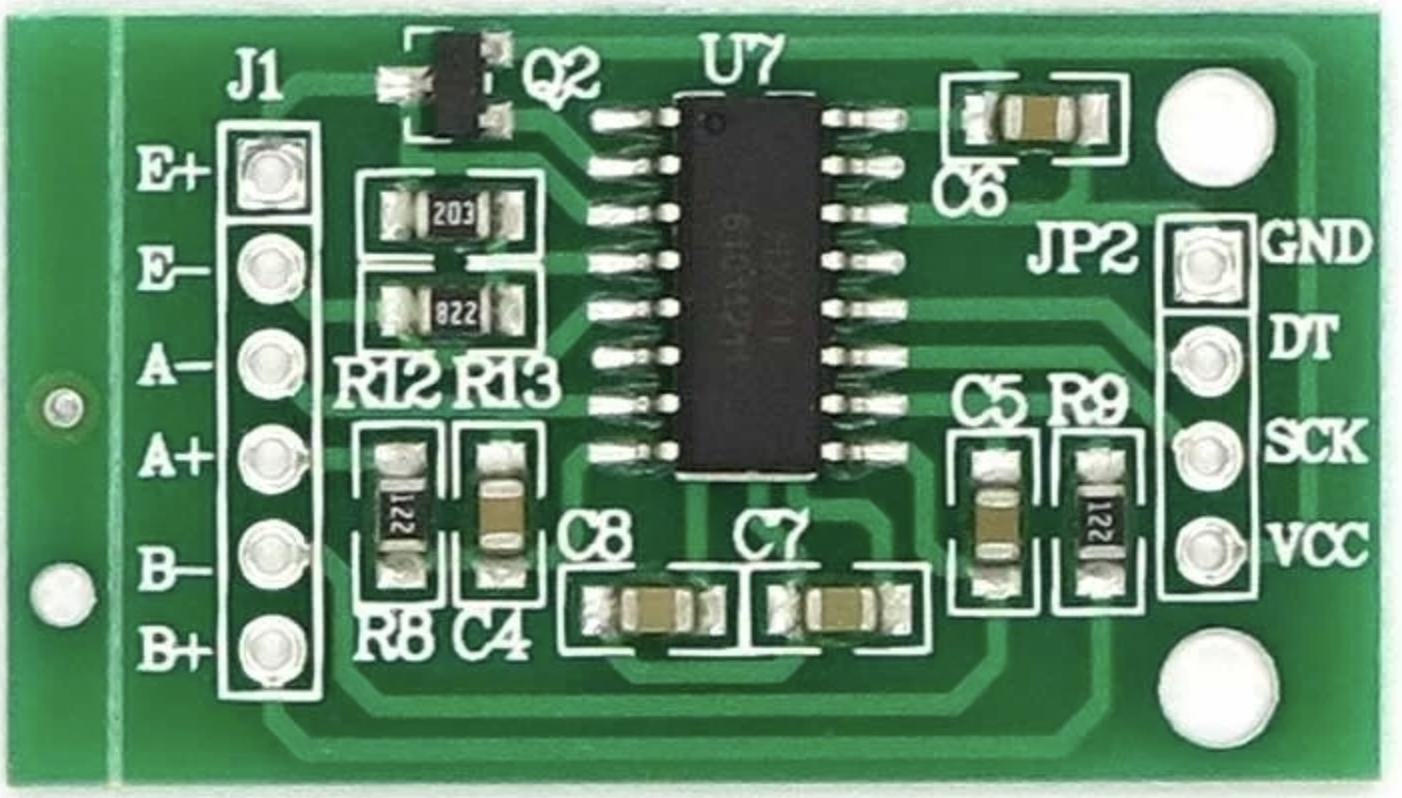 J1
Q2
U7
E+
203
C6
E−
822
JP2
GND
A−
R12 R13
DT
C5 R9
A+
SCK
122
122
C8
C7
B−
VCC
R8 C4
B+